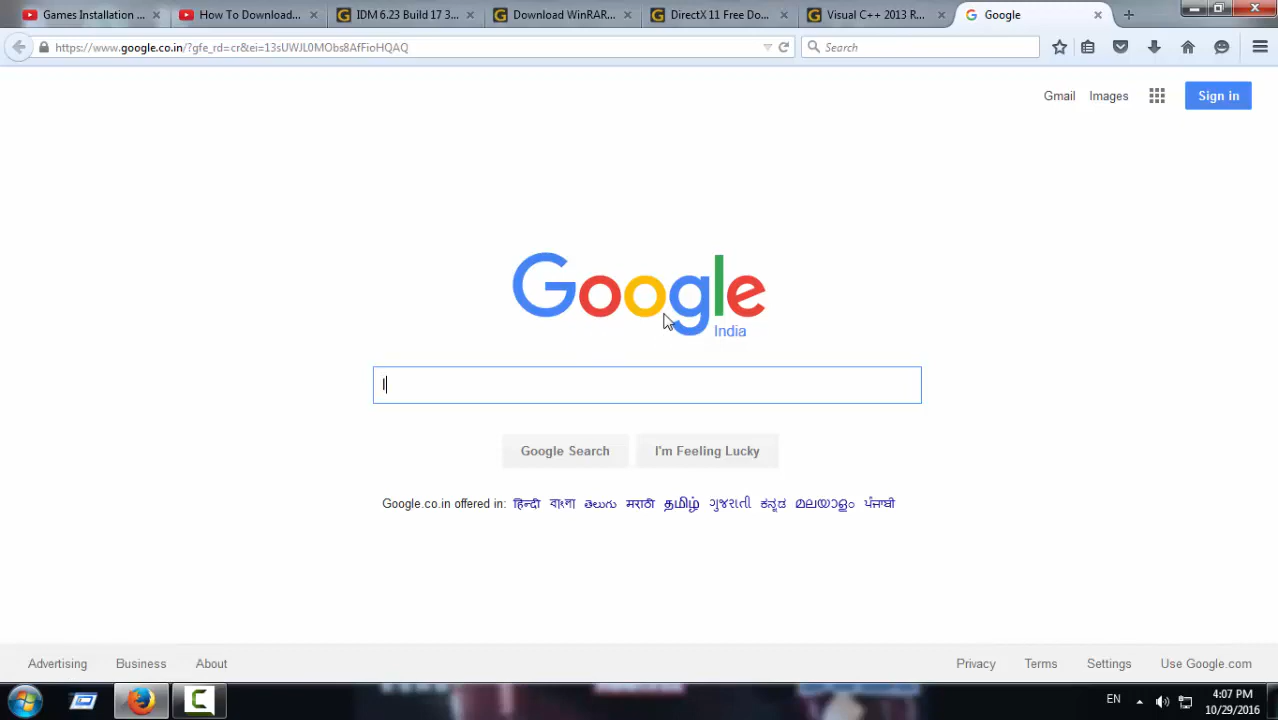 Games Installation ... How To Download... IDM 6.23 Build 17 3... Download WinRAR... DirectX 11 Free Do... Visual C++ 2013 R... Google
https://www.google.co.in/?gfe_rd=cr&ei=13sUWJL0MObs8AfFioHQAQ Search
Gmail Images Sign in
Google
India
I
Google Search I'm Feeling Lucky
Google.co.in offered in: हिन्दी বাংলা తెలుగు मराठी தமிழ் ગુજરાતી ಕನ್ನಡ മലയാളം ਪੰਜਾਬੀ
Advertising Business About Privacy Terms Settings Use Google.com
EN 4:07 PM
10/29/2016